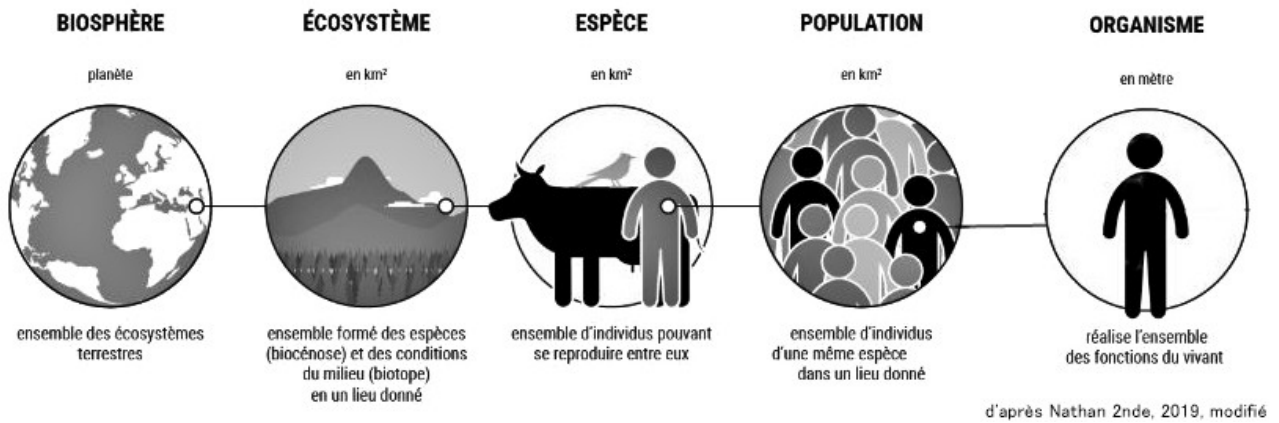 BIOSPHÈRE
planète
ensemble des écosystèmes
terrestres
ÉCOSYSTÈME
en km²
ensemble formé des espèces
(biocénose) et des conditions
du milieu (biotope)
en un lieu donné
ESPÈCE
en km²
ensemble d'individus pouvant
se reproduire entre eux
POPULATION
en km²
ensemble d'individus
d'une même espèce
dans un lieu donné
ORGANISME
en mètre
réalise l'ensemble
des fonctions du vivant
d'après Nathan 2nde, 2019, modifié